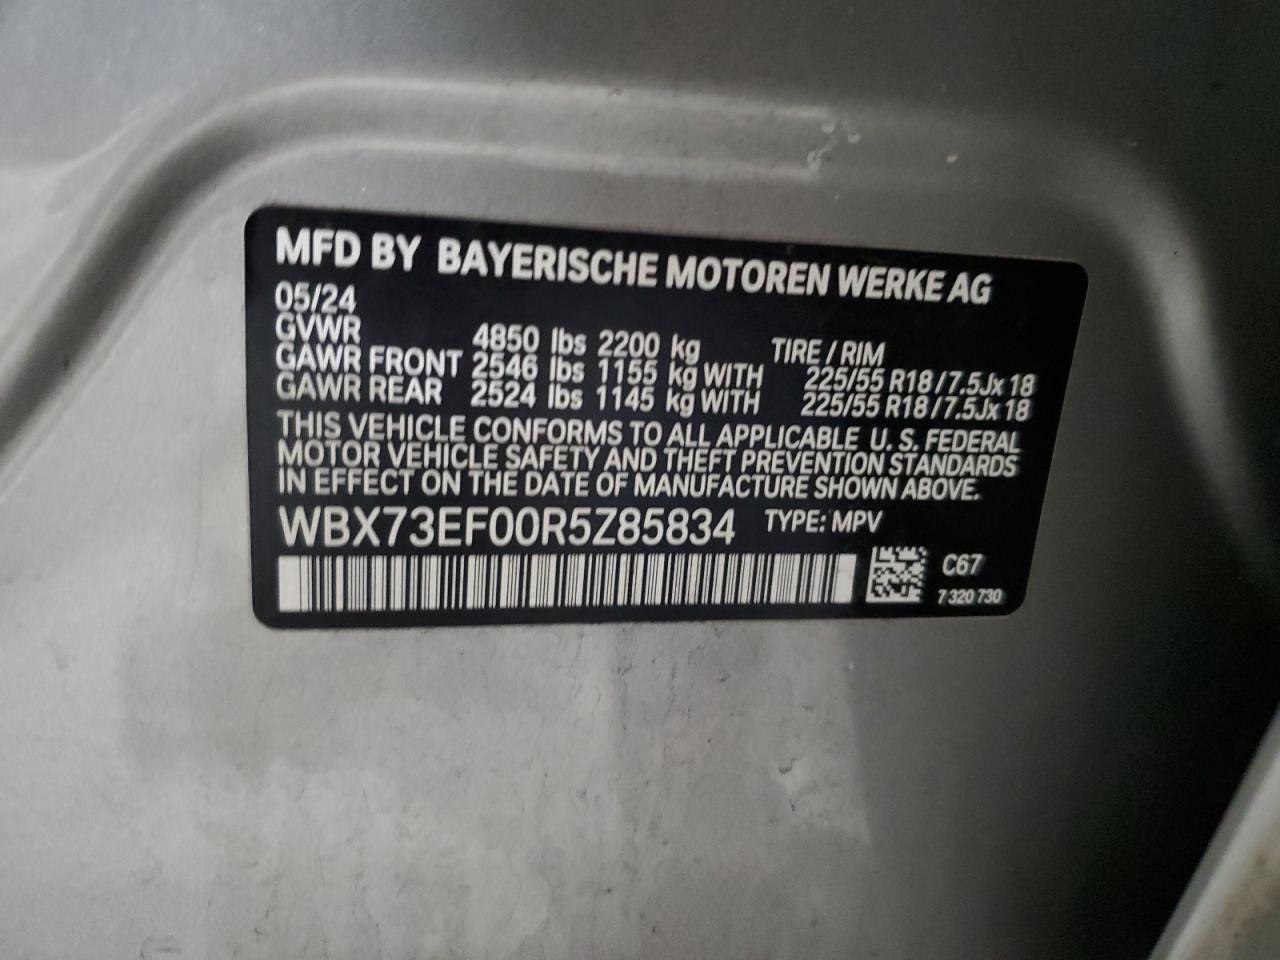 MFD BY BAYERISCHE MOTOREN WERKE AG
05/24
GVWR 4850 lbs 2200 kg TIRE / RIM
GAWR FRONT 2546 lbs 1155 kg WITH 225/55 R18 / 7.5Jx 18
GAWR REAR 2524 lbs 1145 kg WITH 225/55 R18 / 7.5Jx 18
THIS VEHICLE CONFORMS TO ALL APPLICABLE U. S. FEDERAL
MOTOR VEHICLE SAFETY AND THEFT PREVENTION STANDARDS
IN EFFECT ON THE DATE OF MANUFACTURE SHOWN ABOVE.
WBX73EF00R5Z85834 TYPE: MPV
C67
7 320 730